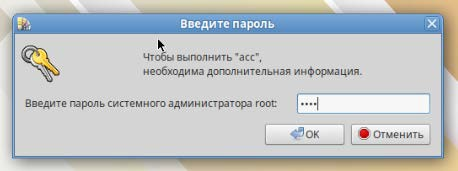 Введите пароль
Чтобы выполнить "acc",
необходима дополнительная информация.
Введите пароль системного администратора root: ••••
OK
Отменить